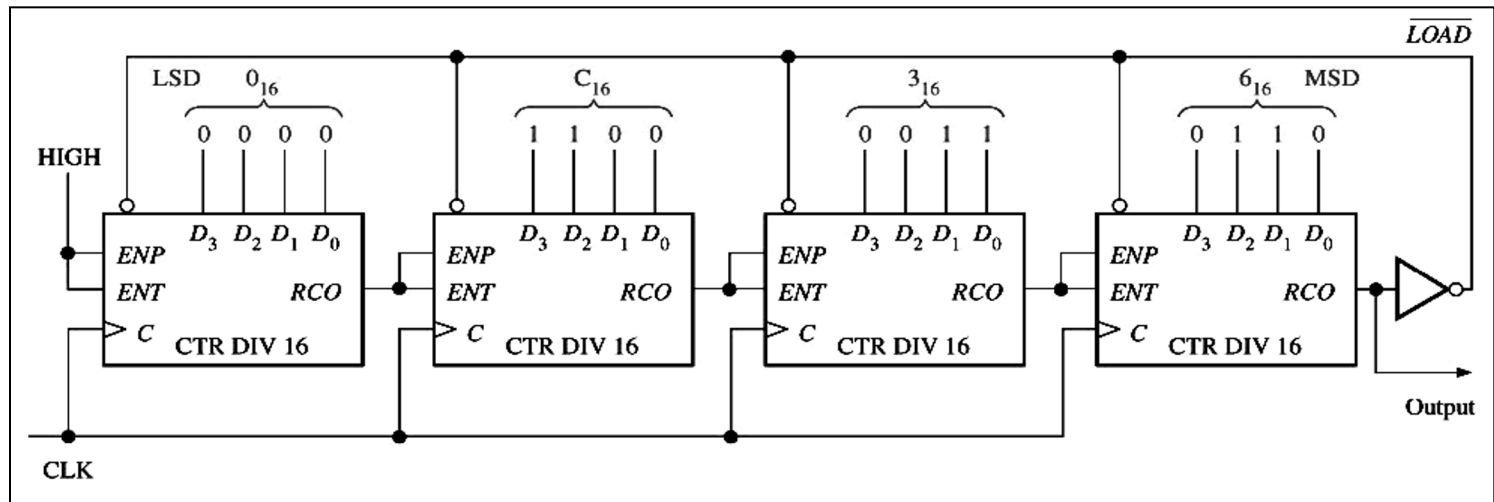 LOAD
LSD 0₁₆ C₁₆ 3₁₆ 6₁₆ MSD
0 0 0 0 1 1 0 0 0 0 1 1 0 1 1 0
HIGH
D₃ D₂ D₁ D₀ D₃ D₂ D₁ D₀ D₃ D₂ D₁ D₀ D₃ D₂ D₁ D₀
ENP ENP ENP ENP
ENT RCO ENT RCO ENT RCO ENT RCO
C C C C
CTR DIV 16 CTR DIV 16 CTR DIV 16 CTR DIV 16
Output
CLK